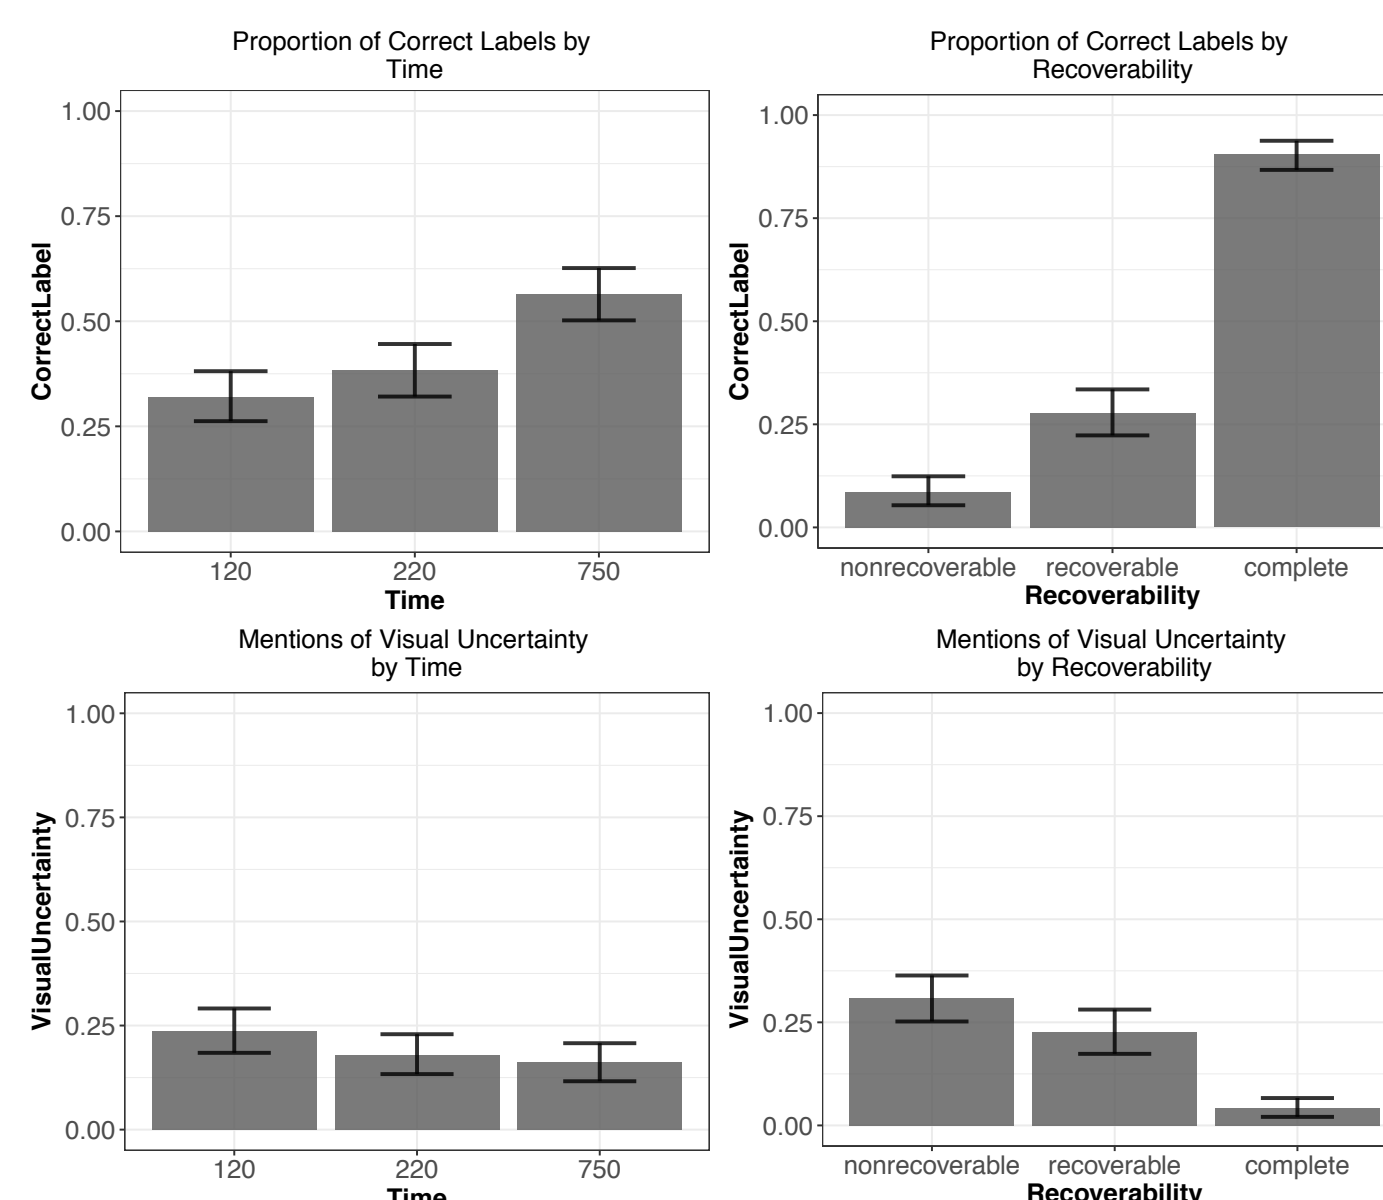 Proportion of Correct Labels by
Time
1.00
0.75
0.50
0.25
0.00
CorrectLabel
120 220 750
Time
Proportion of Correct Labels by
Recoverability
1.00
0.75
0.50
0.25
0.00
CorrectLabel
nonrecoverable recoverable complete
Recoverability
Mentions of Visual Uncertainty
by Time
1.00
0.75
0.50
0.25
0.00
VisualUncertainty
120 220 750
Time
Mentions of Visual Uncertainty
by Recoverability
1.00
0.75
0.50
0.25
0.00
VisualUncertainty
nonrecoverable recoverable complete
Recoverability